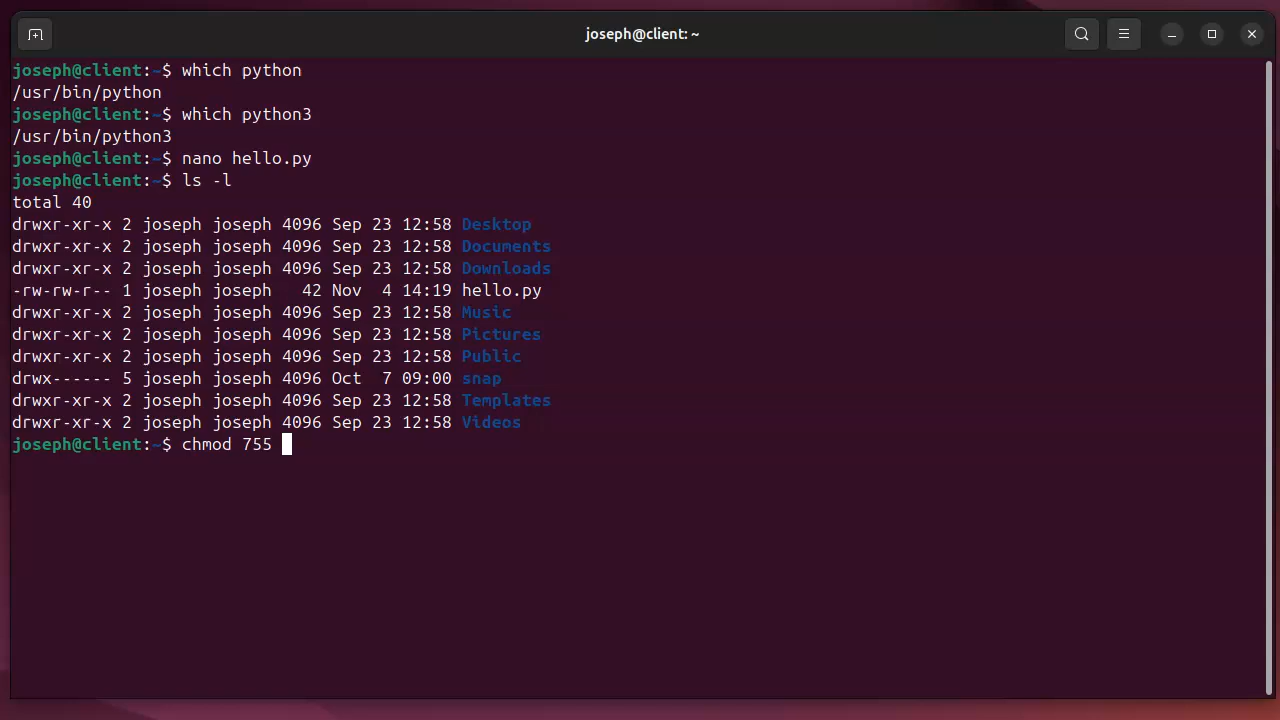 joseph@client: ~
joseph@client:~$ which python
/usr/bin/python
joseph@client:~$ which python3
/usr/bin/python3
joseph@client:~$ nano hello.py
joseph@client:~$ ls -l
total 40
drwxr-xr-x 2 joseph joseph 4096 Sep 23 12:58 Desktop
drwxr-xr-x 2 joseph joseph 4096 Sep 23 12:58 Documents
drwxr-xr-x 2 joseph joseph 4096 Sep 23 12:58 Downloads
-rw-rw-r-- 1 joseph joseph   42 Nov  4 14:19 hello.py
drwxr-xr-x 2 joseph joseph 4096 Sep 23 12:58 Music
drwxr-xr-x 2 joseph joseph 4096 Sep 23 12:58 Pictures
drwxr-xr-x 2 joseph joseph 4096 Sep 23 12:58 Public
drwx------ 5 joseph joseph 4096 Oct  7 09:00 snap
drwxr-xr-x 2 joseph joseph 4096 Sep 23 12:58 Templates
drwxr-xr-x 2 joseph joseph 4096 Sep 23 12:58 Videos
joseph@client:~$ chmod 755